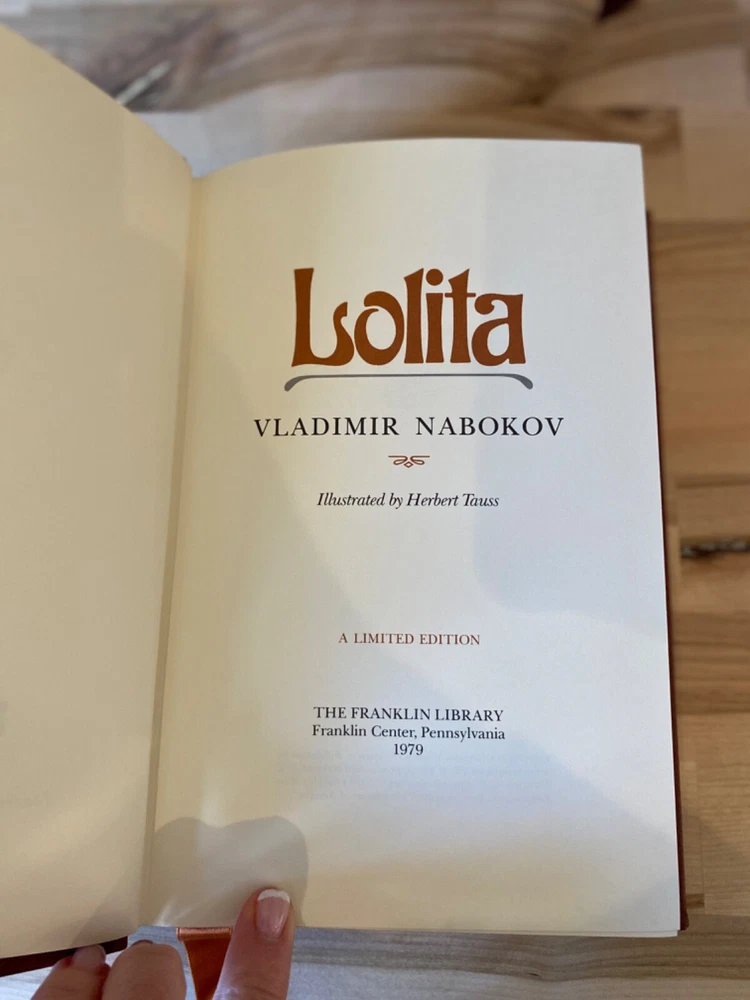 Lolita
VLADIMIR NABOKOV
Illustrated by Herbert Tauss
A LIMITED EDITION
THE FRANKLIN LIBRARY
Franklin Center, Pennsylvania
1979